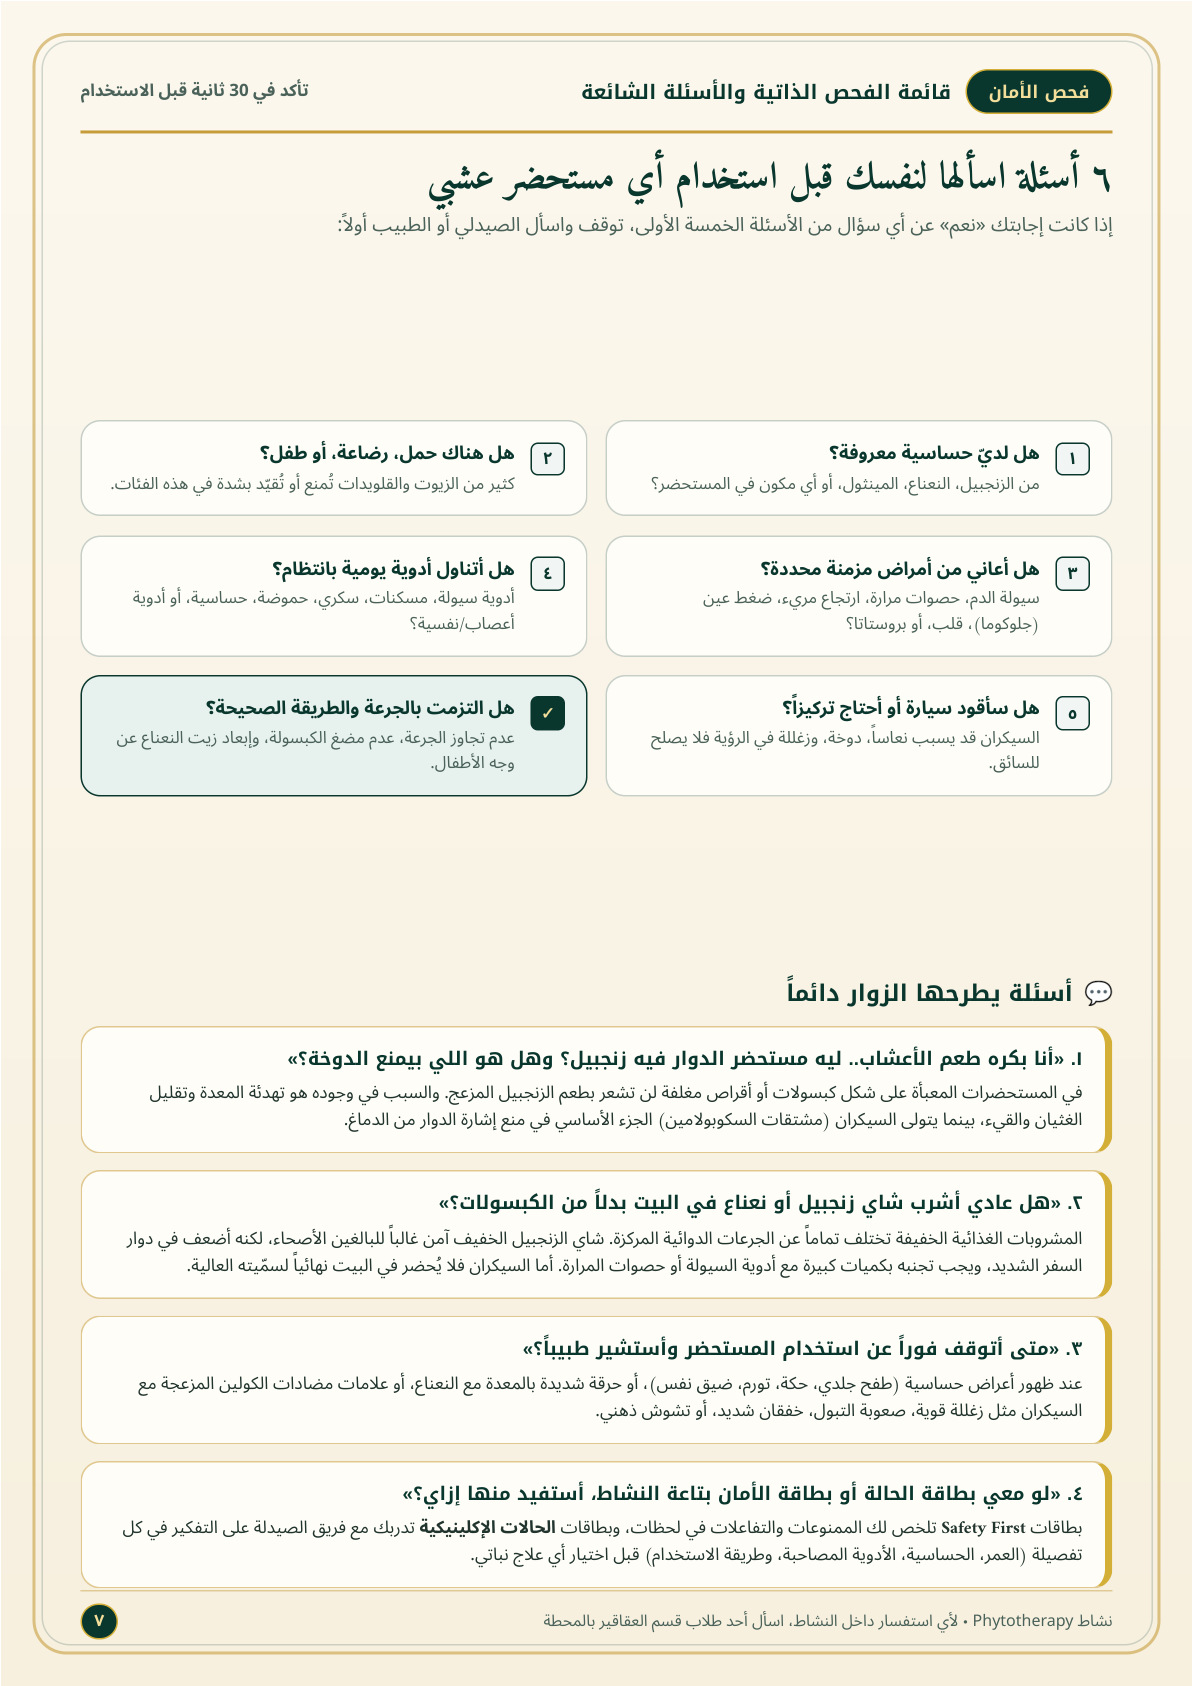 فحص الأمان
قائمة الفحص الذاتية والأسئلة الشائعة
تأكد في 30 ثانية قبل الاستخدام
٦ أسئلة اسألها لنفسك قبل استخدام أي مستحضر عشبي
إذا كانت إجابتك «نعم» عن أي سؤال من الأسئلة الخمسة الأولى، توقف واسأل الصيدلي أو الطبيب أولاً:
١
هل لديّ حساسية معروفة؟
من الزنجبيل، النعناع، المينثول، أو أي مكون في المستحضر؟
٢
هل هناك حمل، رضاعة، أو طفل؟
كثير من الزيوت والقلويدات تُمنع أو تُقيّد بشدة في هذه الفئات.
٣
هل أعاني من أمراض مزمنة محددة؟
سيولة الدم، حصوات مرارة، ارتجاع مريء، ضغط عين
(جلوكوما)، قلب، أو بروستاتا؟
٤
هل أتناول أدوية يومية بانتظام؟
أدوية سيولة، مسكنات، سكري، حموضة، حساسية، أو أدوية
أعصاب/نفسية؟
٥
هل سأقود سيارة أو أحتاج تركيزاً؟
السيكران قد يسبب نعاساً، دوخة، وزغللة في الرؤية فلا يصلح
للسائق.
✓
هل التزمت بالجرعة والطريقة الصحيحة؟
عدم تجاوز الجرعة، عدم مضغ الكبسولة، وإبعاد زيت النعناع عن
وجه الأطفال.
💬 أسئلة يطرحها الزوار دائماً
١. «أنا بكره طعم الأعشاب.. ليه مستحضر الدوار فيه زنجبيل؟ وهل هو اللي بيمنع الدوخة؟»
في المستحضرات المعبأة على شكل كبسولات أو أقراص مغلفة لن تشعر بطعم الزنجبيل المزعج. والسبب في وجوده هو تهدئة المعدة وتقليل
الغثيان والقيء، بينما يتولى السيكران (مشتقات السكوبولامين) الجزء الأساسي في منع إشارة الدوار من الدماغ.
٢. «هل عادي أشرب شاي زنجبيل أو نعناع في البيت بدلاً من الكبسولات؟»
المشروبات الغذائية الخفيفة تختلف تماماً عن الجرعات الدوائية المركزة. شاي الزنجبيل الخفيف آمن غالباً للبالغين الأصحاء، لكنه أضعف في دوار
السفر الشديد، ويجب تجنبه بكميات كبيرة مع أدوية السيولة أو حصوات المرارة. أما السيكران فلا يُحضر في البيت نهائياً لسمّيته العالية.
٣. «متى أتوقف فوراً عن استخدام المستحضر وأستشير طبيباً؟»
عند ظهور أعراض حساسية (طفح جلدي، حكة، تورم، ضيق نفس)، أو حرقة شديدة بالمعدة مع النعناع، أو علامات مضادات الكولين المزعجة مع
السيكران مثل زغللة قوية، صعوبة التبول، خفقان شديد، أو تشوش ذهني.
٤. «لو معي بطاقة الحالة أو بطاقة الأمان بتاعة النشاط، أستفيد منها إزاي؟»
بطاقات Safety First تلخص لك الممنوعات والتفاعلات في لحظات، وبطاقات الحالات الإكلينيكية تدربك مع فريق الصيدلة على التفكير في كل
تفصيلة (العمر، الحساسية، الأدوية المصاحبة، وطريقة الاستخدام) قبل اختيار أي علاج نباتي.
نشاط Phytotherapy • لأي استفسار داخل النشاط، اسأل أحد طلاب قسم العقاقير بالمحطة
٧